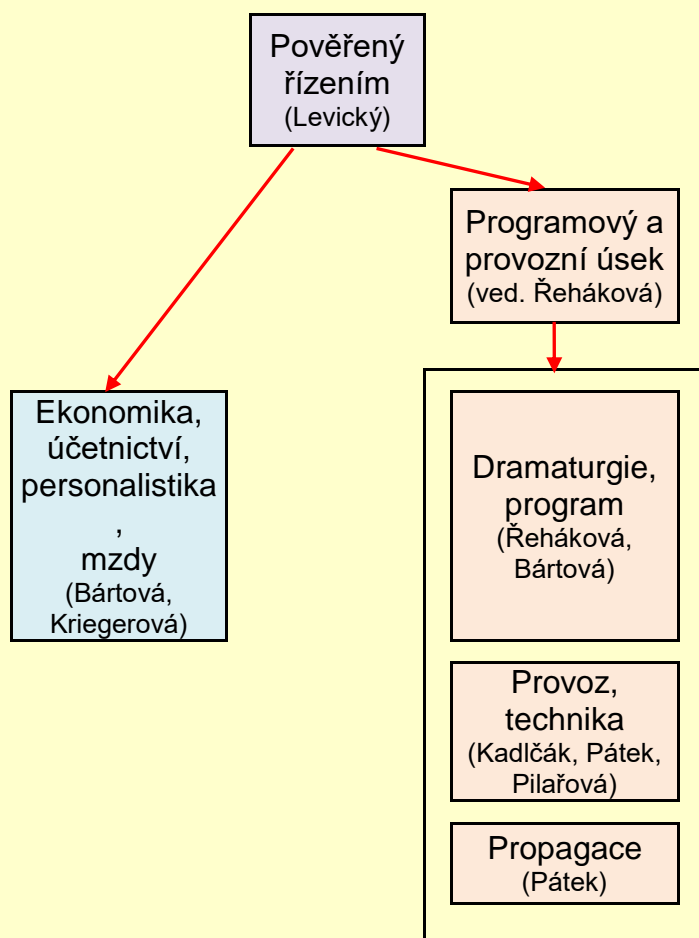 Pověřený
řízením
(Levický)
Programový a
provozní úsek
(ved. Řeháková)
Ekonomika,
účetnictví,
personalistika
,
mzdy
(Bártová,
Kriegerová)
Dramaturgie,
program
(Řeháková,
Bártová)
Provoz,
technika
(Kadlčák, Pátek,
Pilařová)
Propagace
(Pátek)